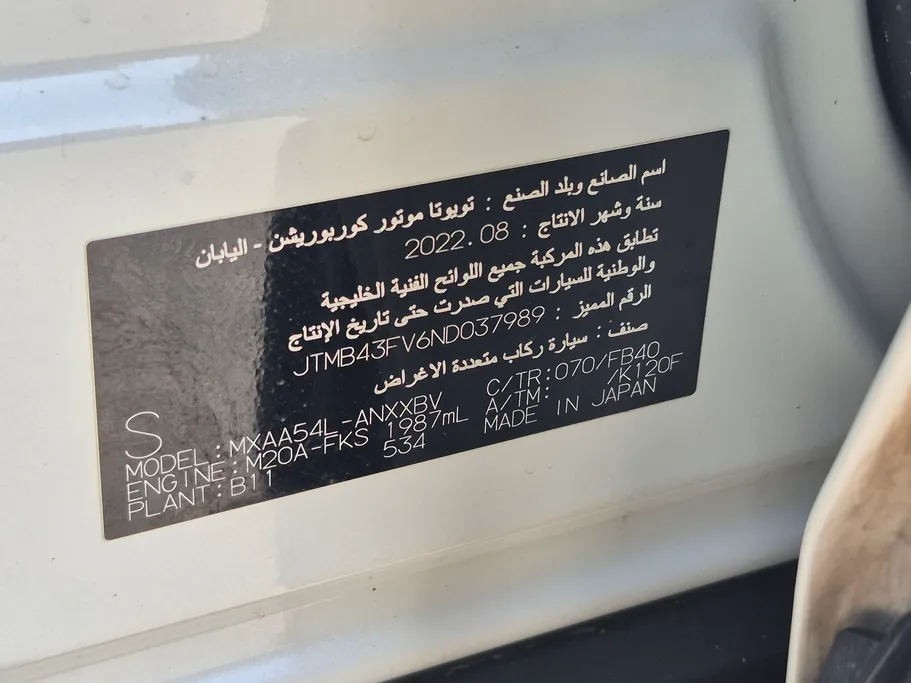 اسم الصانع وبلد الصنع : تويوتا موتور كوربوريشن - اليابان
سنة وشهر الانتاج : 2022.08
تطابق هذه المركبة جميع اللوائح الفنية الخليجية
والوطنية للسيارات التي صدرت حتى تاريخ الإنتاج
الرقم المميز : JTMB43FV6ND037989
صنف : سيارة ركاب متعددة الاغراض
S
MODEL:MXAA54L-ANXXBV C/TR:070/FB40
ENGINE:M20A-FKS 1987mL A/TM: /K120F
PLANT:B11 534 MADE IN JAPAN